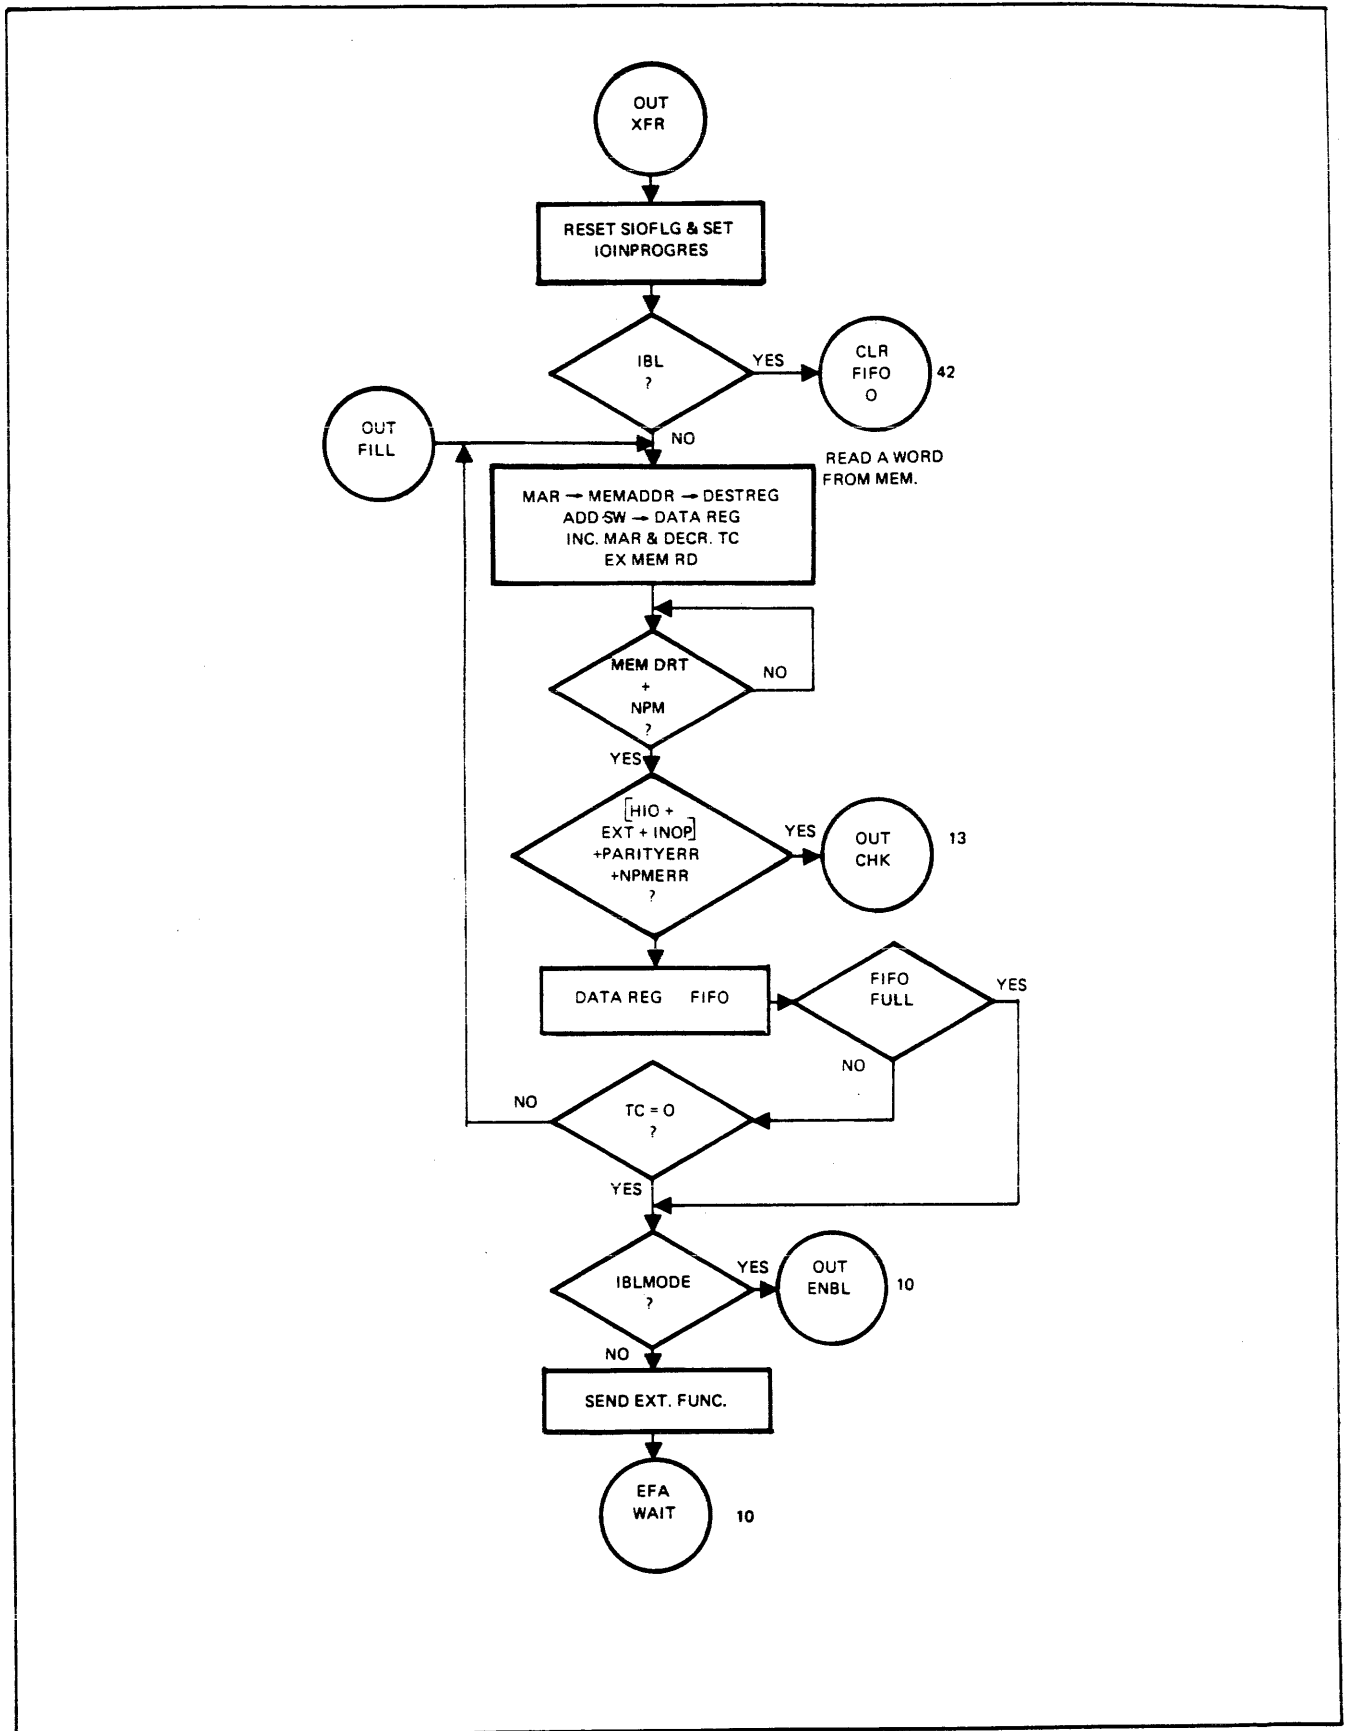 OUT
XFR
RESET SIOFLG & SET
IOINPROGRES
IBL
?
YES
CLR
FIFO
O
42
OUT
FILL
NO
READ A WORD
FROM MEM.
MAR → MEMADDR → DESTREG
ADD SW → DATA REG
INC. MAR & DECR. TC
EX MEM RD
MEM DRT
+
NPM
?
NO
YES
[HIO +
EXT + INOP]
+PARITYERR
+NPMERR
?
YES
OUT
CHK
13
DATA REG FIFO
FIFO
FULL
YES
NO
NO
TC = O
?
YES
IBLMODE
?
YES
OUT
ENBL
10
NO
SEND EXT. FUNC.
EFA
WAIT
10